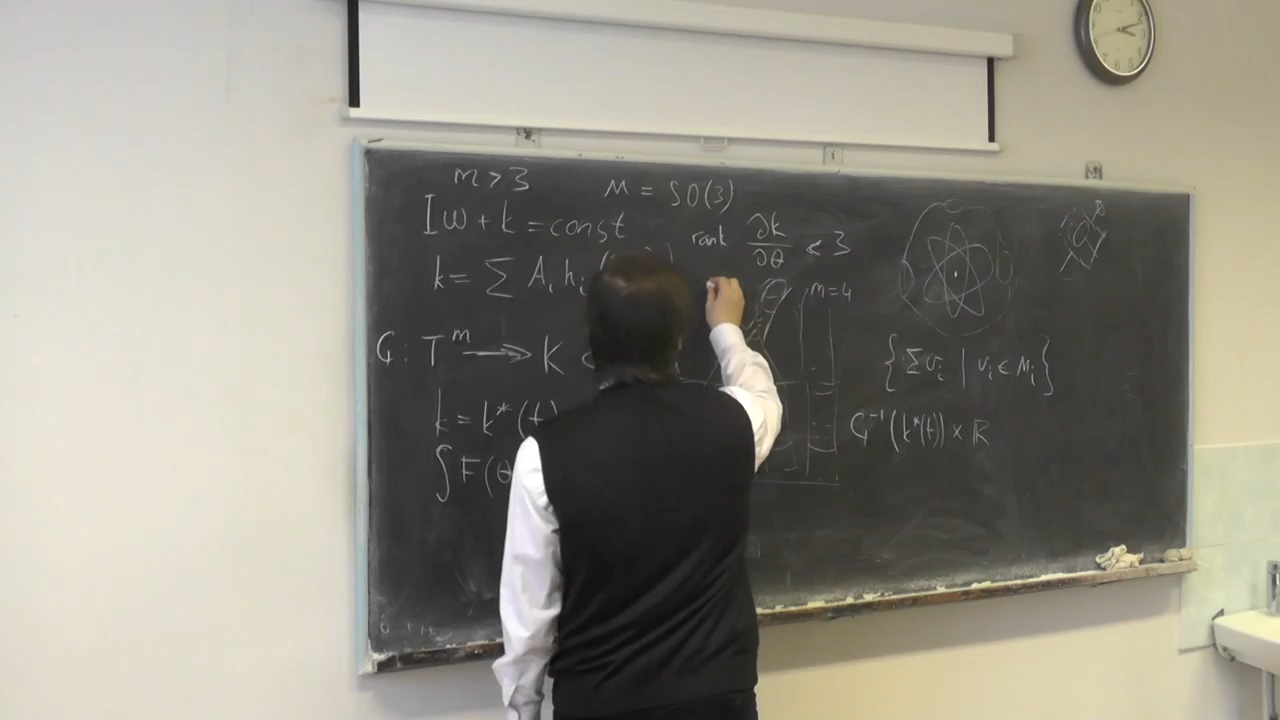 m > 3
M = SO(3)
Iω + k = const
rank ∂k/∂θ < 3
k = ∑ A_i h_i (
m = 4
G : T^m → K
{ ∑ v_i | v_i ∈ M_i }
k = k*(t)
G^{-1}(k*(t)) × ℝ
∫ F(θ